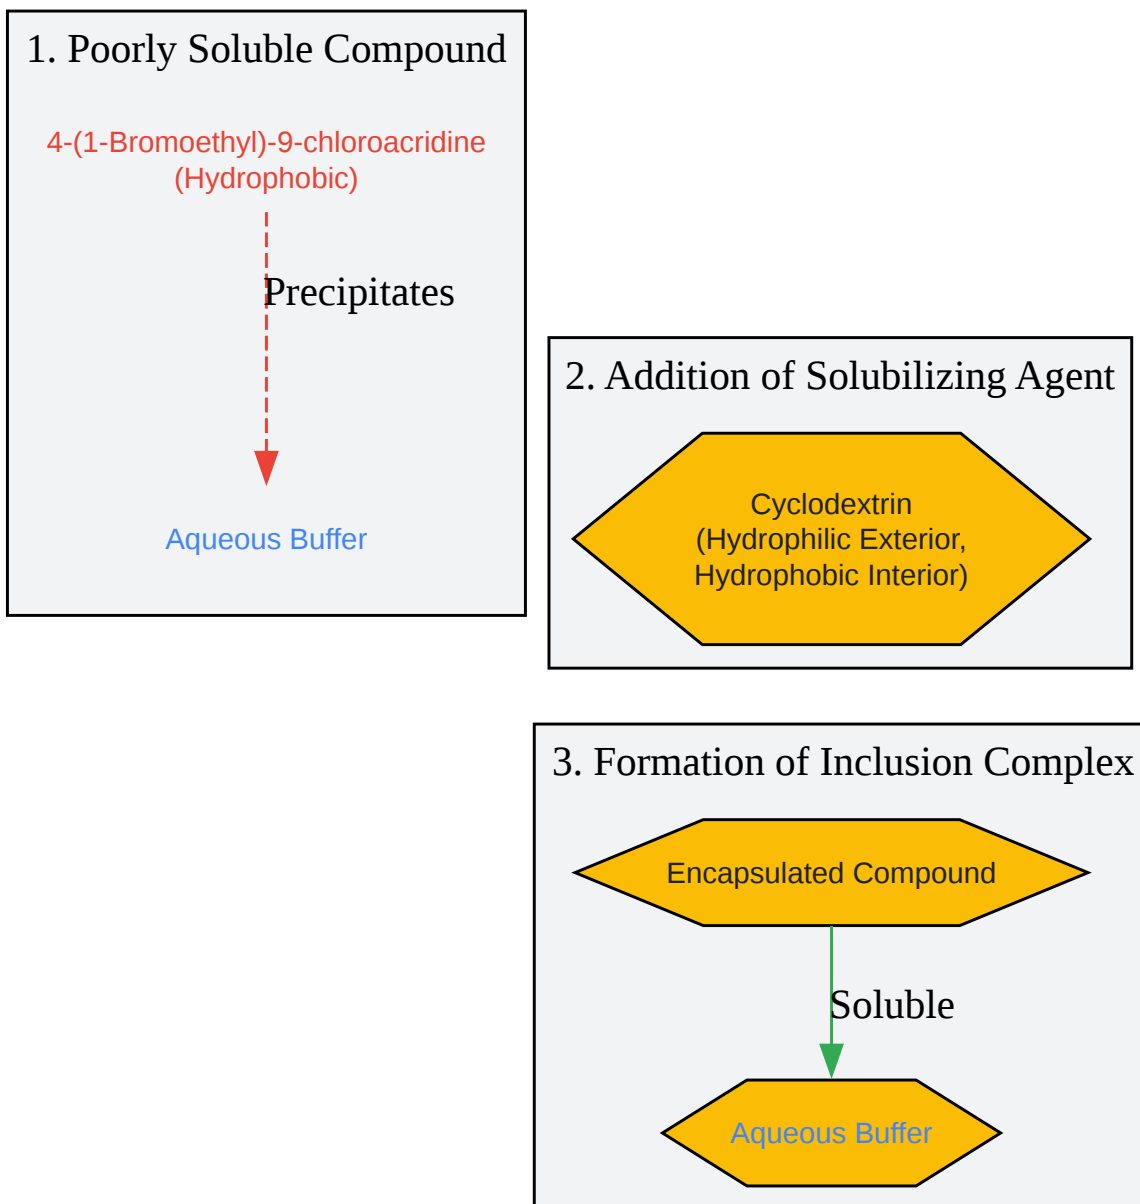 1. Poorly Soluble Compound
4-(1-Bromoethyl)-9-chloroacridine
(Hydrophobic)
Precipitates
Aqueous Buffer
2. Addition of Solubilizing Agent
Cyclodextrin
(Hydrophilic Exterior,
Hydrophobic Interior)
3. Formation of Inclusion Complex
Encapsulated Compound
Soluble
Aqueous Buffer